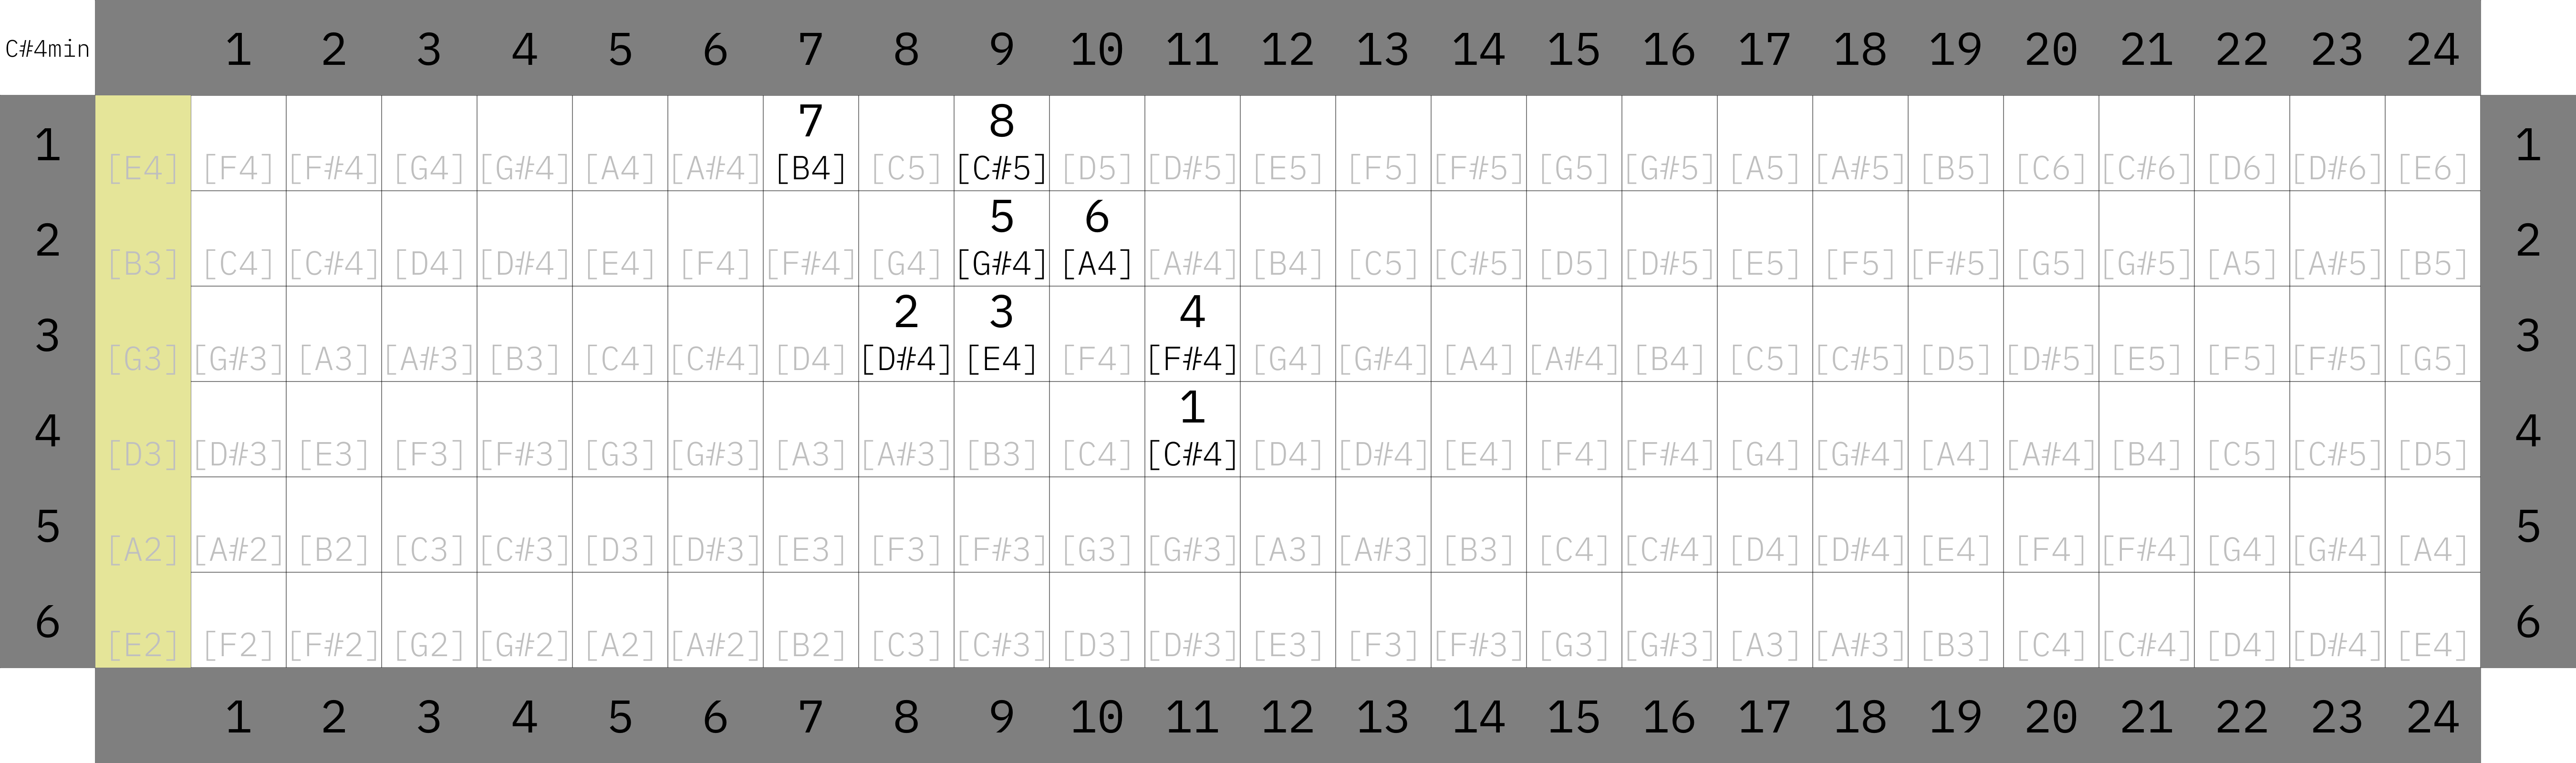 C#4min 1 2 3 4 5 6 7 8 9 10 11 12 13 14 15 16 17 18 19 20 21 22 23 24
7 8
1 [E4] [F4] [F#4] [G4] [G#4] [A4] [A#4] [B4] [C5] [C#5] [D5] [D#5] [E5] [F5] [F#5] [G5] [G#5] [A5] [A#5] [B5] [C6] [C#6] [D6] [D#6] [E6] 1
5 6
2 [B3] [C4] [C#4] [D4] [D#4] [E4] [F4] [F#4] [G4] [G#4] [A4] [A#4] [B4] [C5] [C#5] [D5] [D#5] [E5] [F5] [F#5] [G5] [G#5] [A5] [A#5] [B5] 2
2 3 4
3 [G3] [G#3] [A3] [A#3] [B3] [C4] [C#4] [D4] [D#4] [E4] [F4] [F#4] [G4] [G#4] [A4] [A#4] [B4] [C5] [C#5] [D5] [D#5] [E5] [F5] [F#5] [G5] 3
1
4 [D3] [D#3] [E3] [F3] [F#3] [G3] [G#3] [A3] [A#3] [B3] [C4] [C#4] [D4] [D#4] [E4] [F4] [F#4] [G4] [G#4] [A4] [A#4] [B4] [C5] [C#5] [D5] 4
5 [A2] [A#2] [B2] [C3] [C#3] [D3] [D#3] [E3] [F3] [F#3] [G3] [G#3] [A3] [A#3] [B3] [C4] [C#4] [D4] [D#4] [E4] [F4] [F#4] [G4] [G#4] [A4] 5
6 [E2] [F2] [F#2] [G2] [G#2] [A2] [A#2] [B2] [C3] [C#3] [D3] [D#3] [E3] [F3] [F#3] [G3] [G#3] [A3] [A#3] [B3] [C4] [C#4] [D4] [D#4] [E4] 6
1 2 3 4 5 6 7 8 9 10 11 12 13 14 15 16 17 18 19 20 21 22 23 24